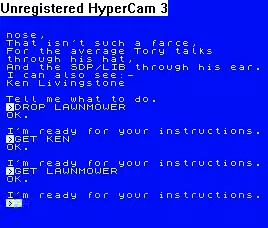 Unregistered HyperCam 3
nose,
That isn't such a farce,
For the average Tory talks
through his hat,
And the SDP/LIB through his ear.
I can also see:-
Ken Livingstone
Tell me what to do.
>DROP LAWNMOWER
OK.
I'm ready for your instructions.
>GET KEN
OK.
I'm ready for your instructions.
>GET LAWNMOWER
OK.
I'm ready for your instructions.
>